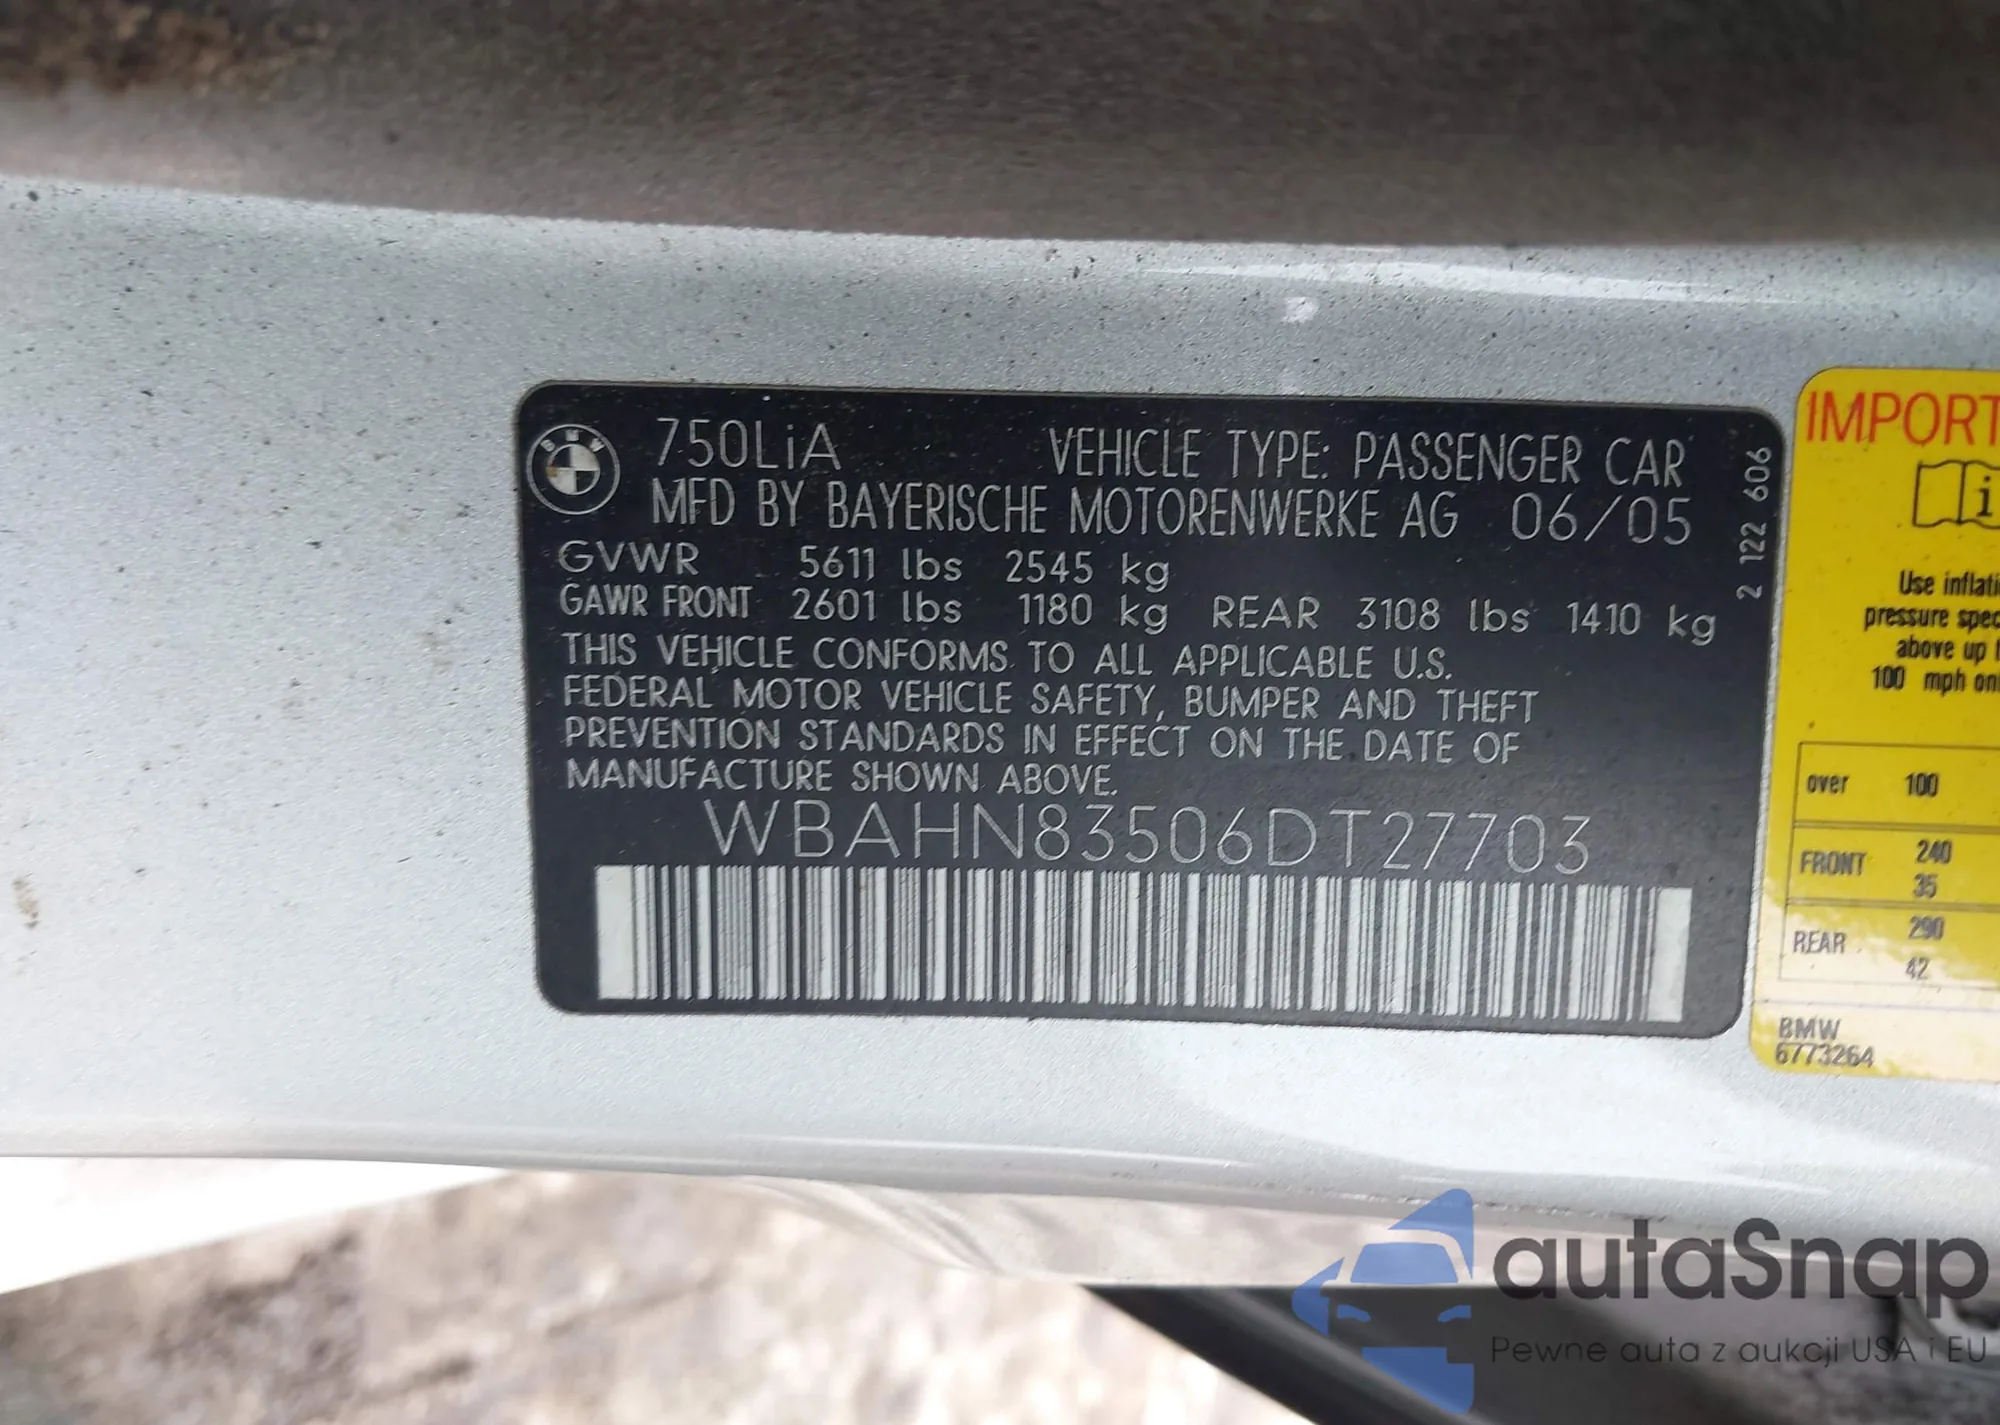 BMW
750LiA VEHICLE TYPE: PASSENGER CAR
MFD BY BAYERISCHE MOTORENWERKE AG 06/05
GVWR 5611 lbs 2545 kg
GAWR FRONT 2601 lbs 1180 kg REAR 3108 lbs 1410 kg
THIS VEHICLE CONFORMS TO ALL APPLICABLE U.S.
FEDERAL MOTOR VEHICLE SAFETY, BUMPER AND THEFT
PREVENTION STANDARDS IN EFFECT ON THE DATE OF
MANUFACTURE SHOWN ABOVE.
WBAHN83506DT27703
2 122 606
IMPORT
i
Use inflati
pressure spec
above up
100 mph on
over 100
FRONT 240
35
REAR 290
42
BMW
6773264
autaSnap
Pewne auta z aukcji USA i EU